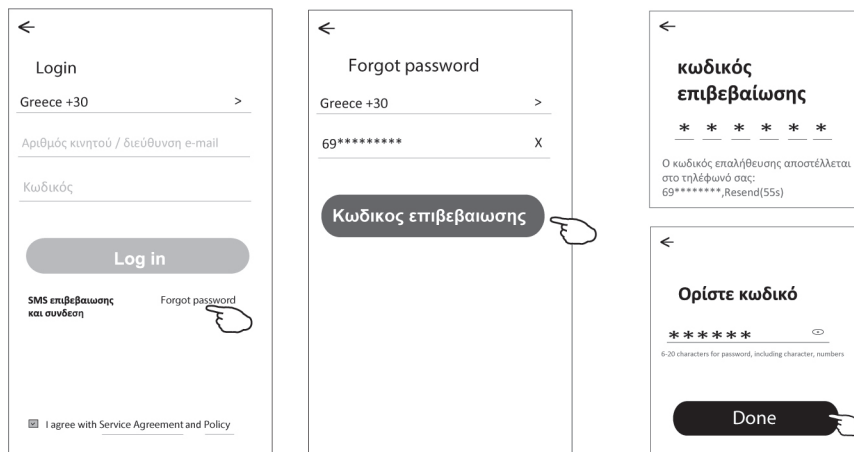 Login
Greece +30 >
Αριθμός κινητού / διεύθυνση e-mail
Κωδικός
Log in
SMS επιβεβαιωσης
και συνδεση
Forgot password
I agree with Service Agreement and Policy
Forgot password
Greece +30 >
69********* X
Κωδικος επιβεβαιωσης
κωδικός
επιβεβαίωσης
* * * * * *
Ο κωδικός επαλήθευσης αποστέλλεται
στο τηλέφωνό σας:
69********,Resend(55s)
Ορίστε κωδικό
******
6-20 characters for password, including character, numbers
Done